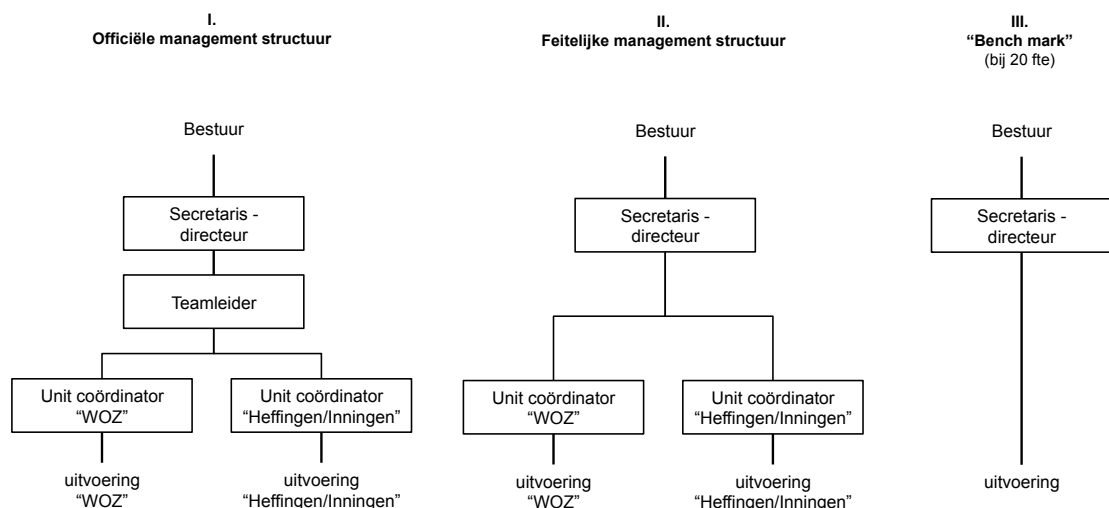 I.
Officiële management structuur
Bestuur
Secretaris -
directeur
Teamleider
Unit coördinator
“WOZ”
Unit coördinator
“Heffingen/Inningen”
uitvoering
“WOZ”
uitvoering
“Heffingen/Inningen”
II.
Feitelijke management structuur
Bestuur
Secretaris -
directeur
Unit coördinator
“WOZ”
Unit coördinator
“Heffingen/Inningen”
uitvoering
“WOZ”
uitvoering
“Heffingen/Inningen”
III.
“Bench mark”
(bij 20 fte)
Bestuur
Secretaris -
directeur
uitvoering